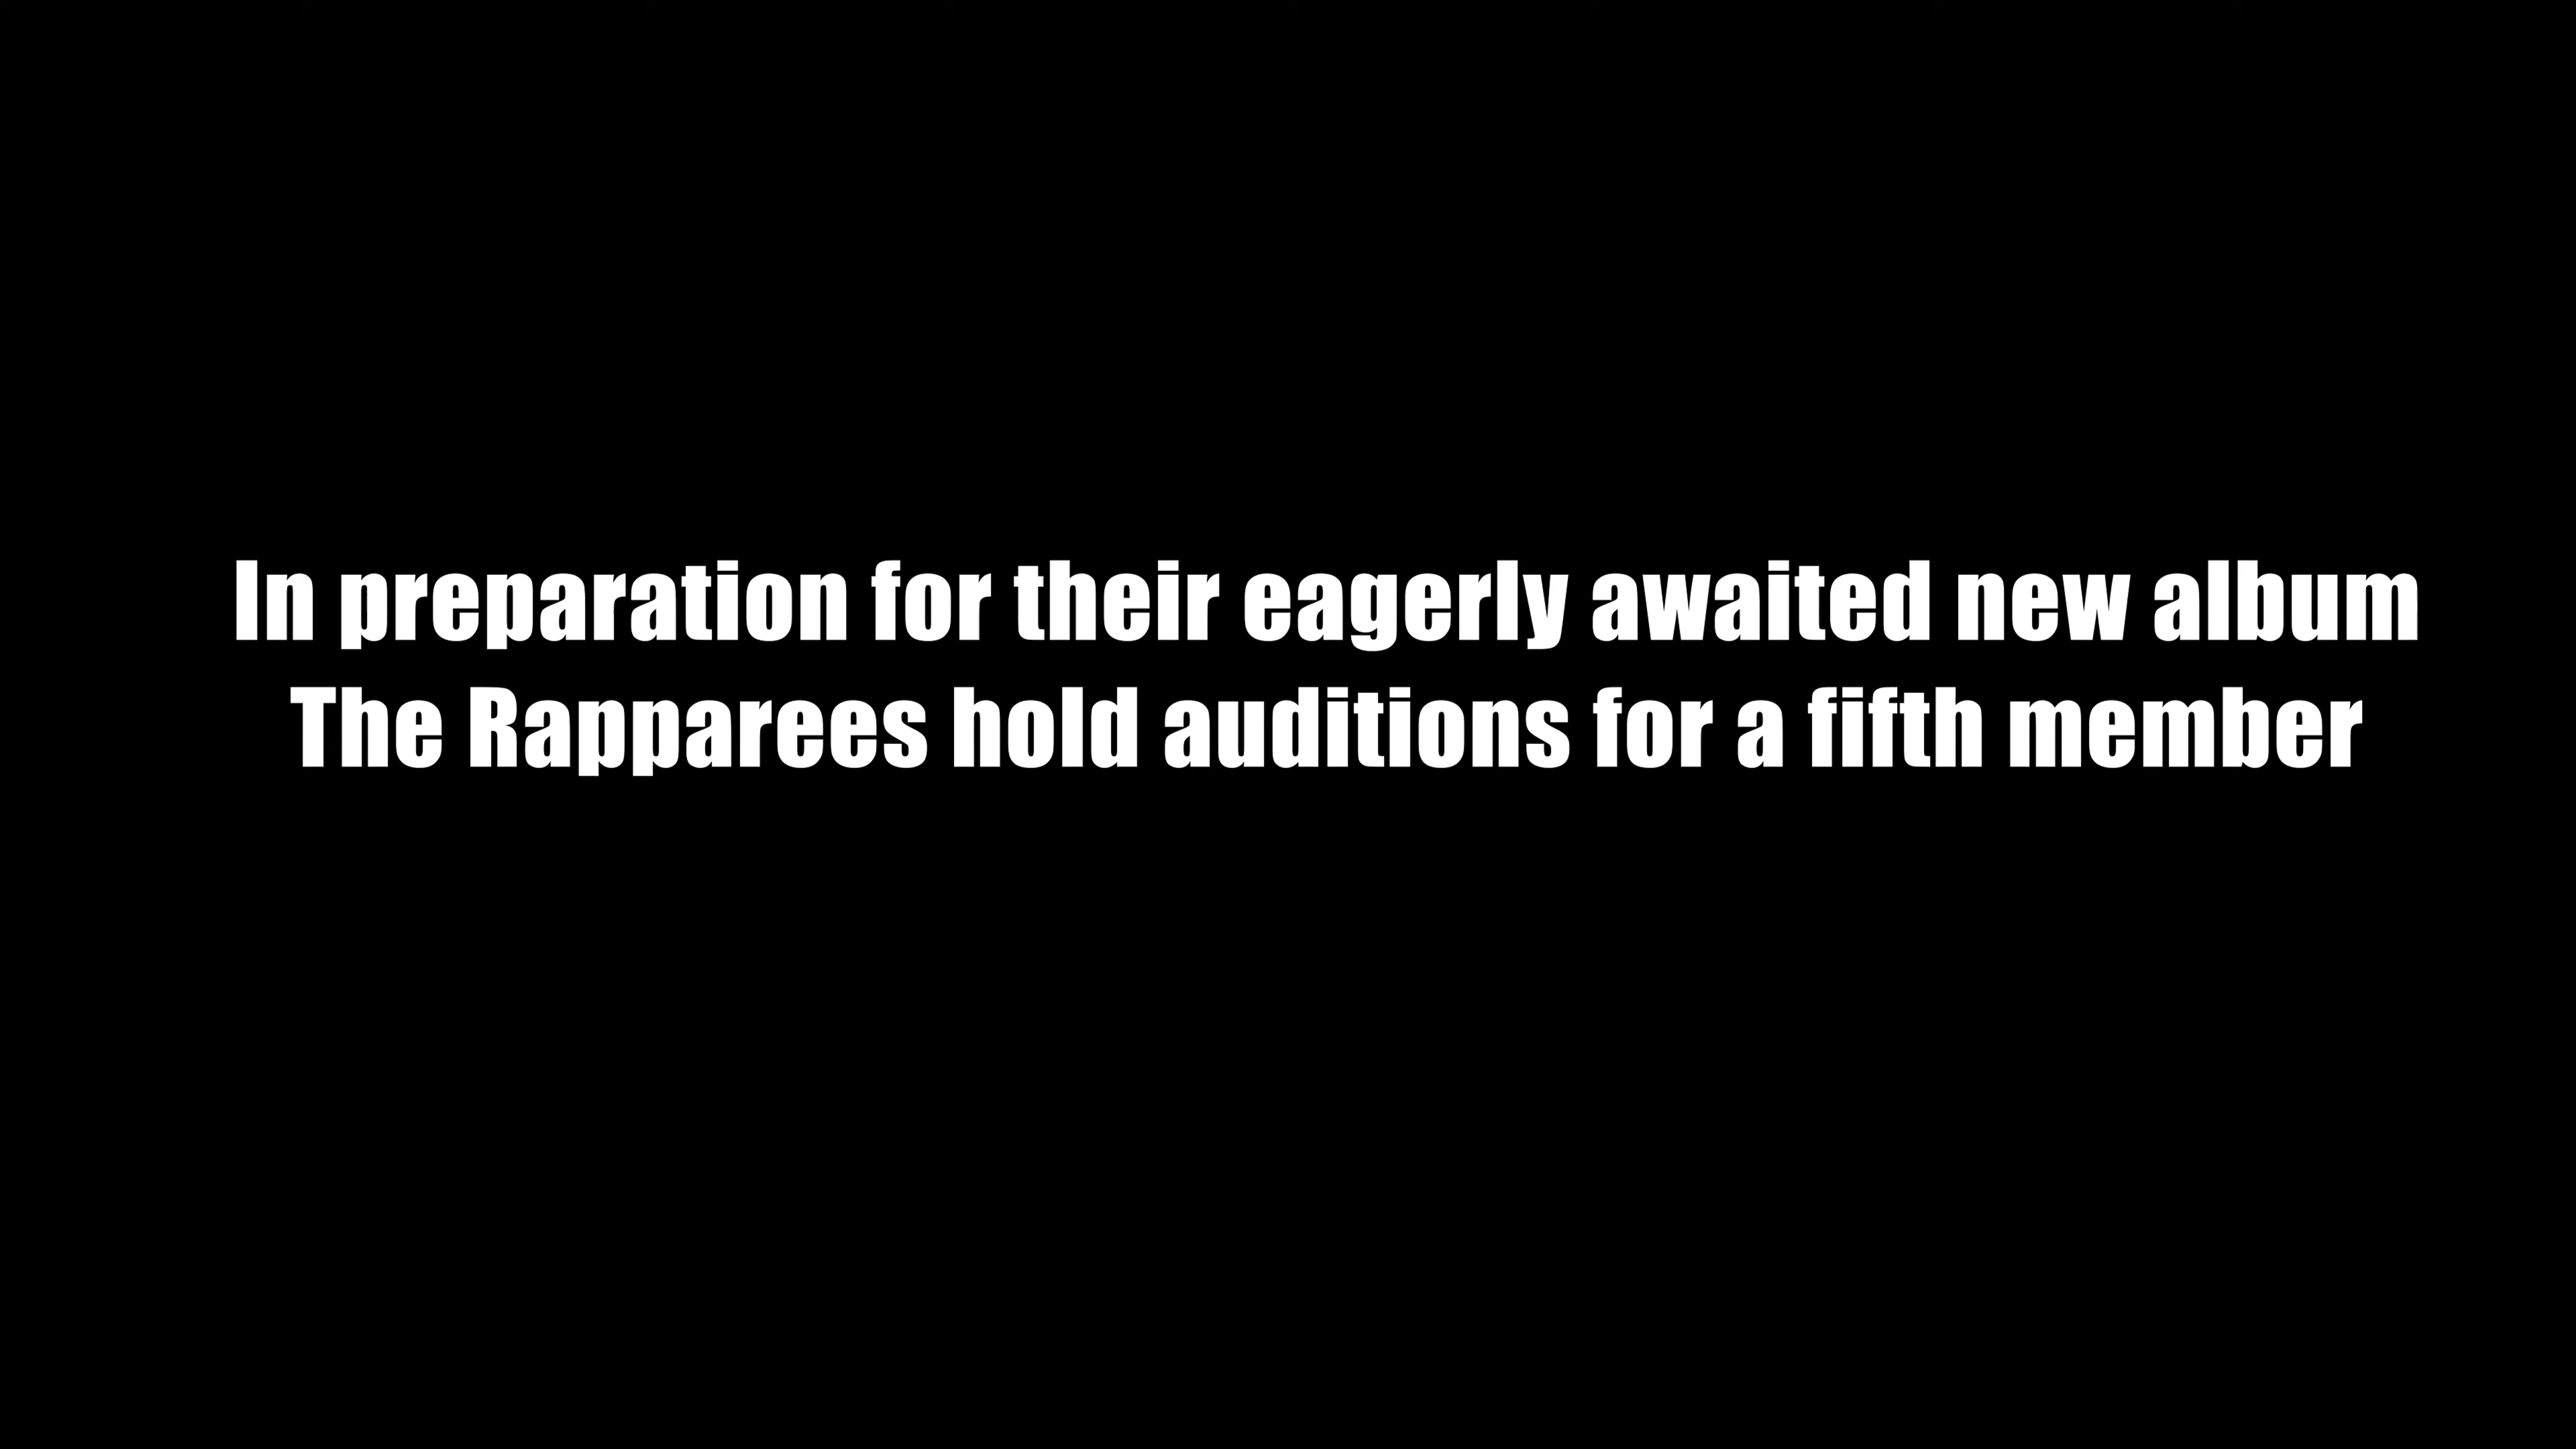 In preparation for their eagerly awaited new album
The Rapparees hold auditions for a fifth member